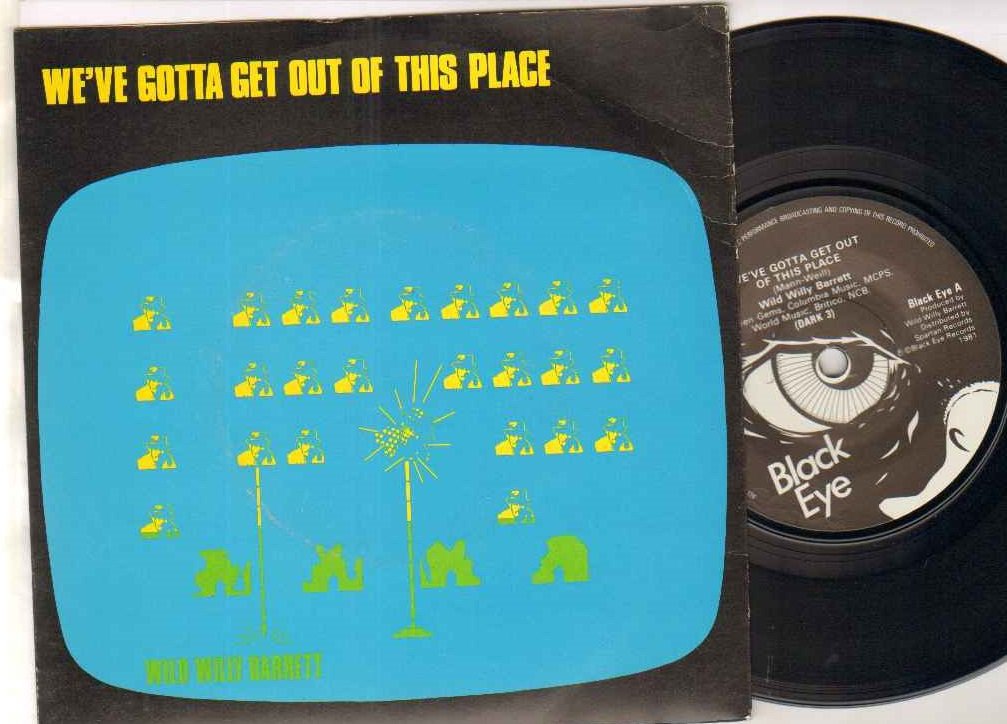 WE'VE GOTTA GET OUT OF THIS PLACE
WILD WILLY BARRETT
PERFORMANCE, BROADCASTING AND COPYING OF THIS RECORD PROHIBITED
WE'VE GOTTA GET OUT
OF THIS PLACE
(Mann-Weill)
Wild Willy Barrett
Gems, Columbia Music, MCPS,
World Music, Britico, NCB
(DARK 3)
Black Eye A
Produced by
Wild Willy Barrett
Distributed by
Spartan Records
℗©Black Eye Records
1981
Black
Eye